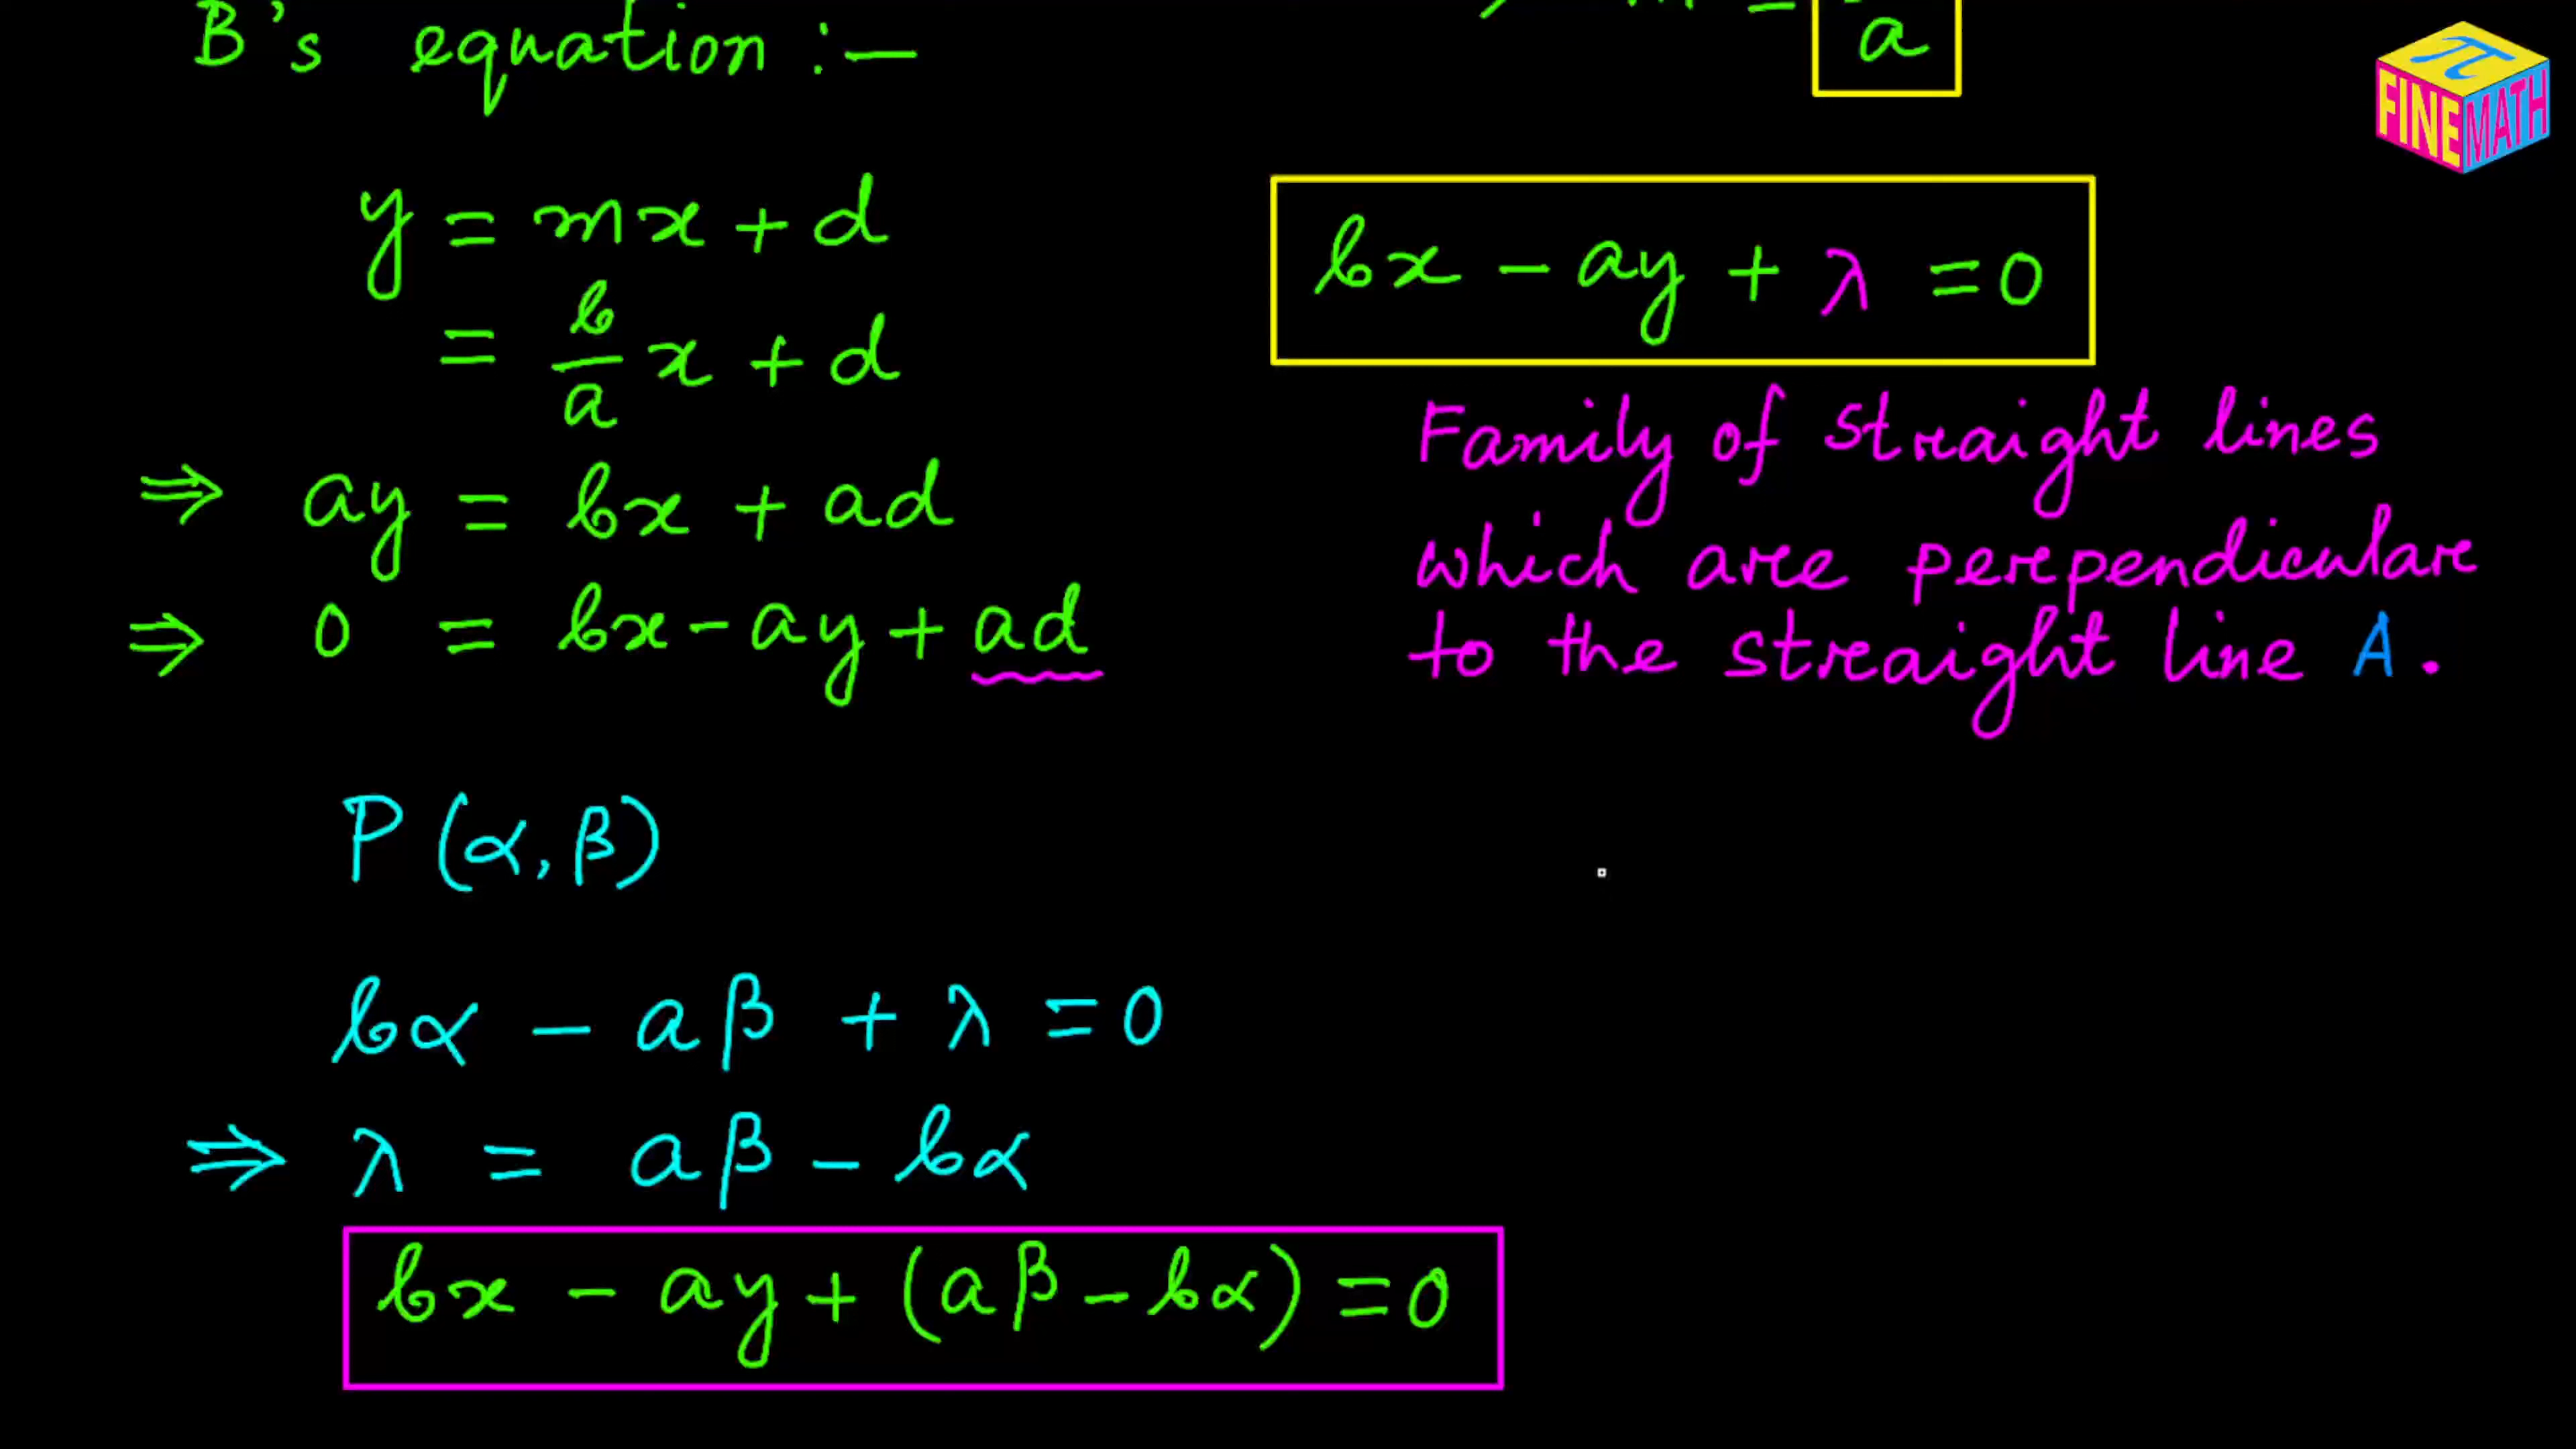 B's equation :—
a
π
FINE MATH
y = mx + d
= b/a x + d
⇒ ay = bx + ad
⇒ 0 = bx - ay + ad
bx - ay + λ = 0
Family of straight lines
which are perpendicular
to the straight line A.
P(α, β)
bα - aβ + λ = 0
⇒ λ = aβ - bα
bx - ay + (aβ - bα) = 0